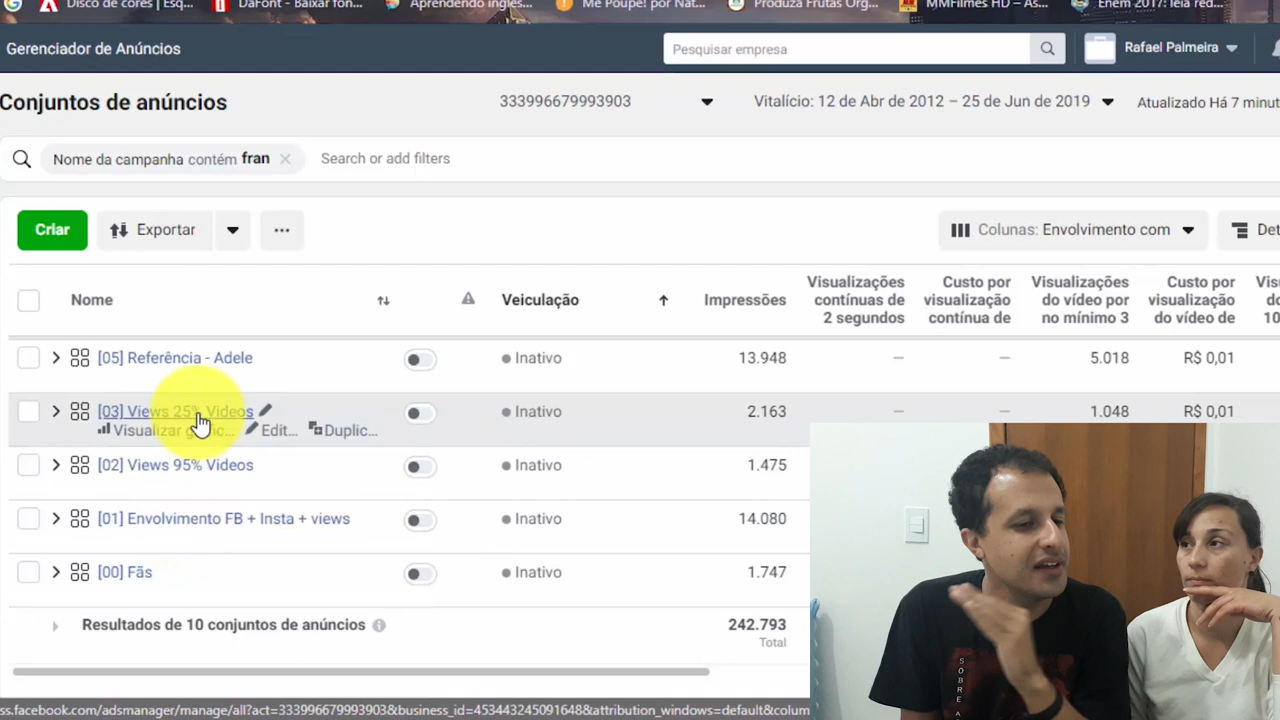 Disco de cores | Esq...
DaFont - Baixar fon...
Aprendendo inglês...
Me Poupe! por Nat...
Produza Frutas Org...
MMFilmes HD – As...
Enem 2017: leia red...
Gerenciador de Anúncios
Pesquisar empresa
Rafael Palmeira
Conjuntos de anúncios
333996679993903
Vitalício: 12 de Abr de 2012 – 25 de Jun de 2019
Atualizado Há 7 minut
Nome da campanha contém fran
Search or add filters
Criar
Exportar
Colunas: Envolvimento com
Det
Nome
Veiculação
Impressões
Visualizações
contínuas de
2 segundos
Custo por
visualização
contínua de
Visualizações
do vídeo por
no mínimo 3
Custo por
visualização
do vídeo de
Vis
do
10
[05] Referência - Adele
Inativo
13.948
—
—
5.018
R$ 0,01
[03] Views 25% Videos
Inativo
2.163
—
—
1.048
R$ 0,01
Visualizar gráfic...
Edit...
Duplic...
[02] Views 95% Videos
Inativo
1.475
[01] Envolvimento FB + Insta + views
Inativo
14.080
[00] Fãs
Inativo
1.747
Resultados de 10 conjuntos de anúncios
242.793
Total
SOBRE A
ss.facebook.com/adsmanager/manage/all?act=333996679993903&business_id=453443245091648&attribution_windows=default&colum